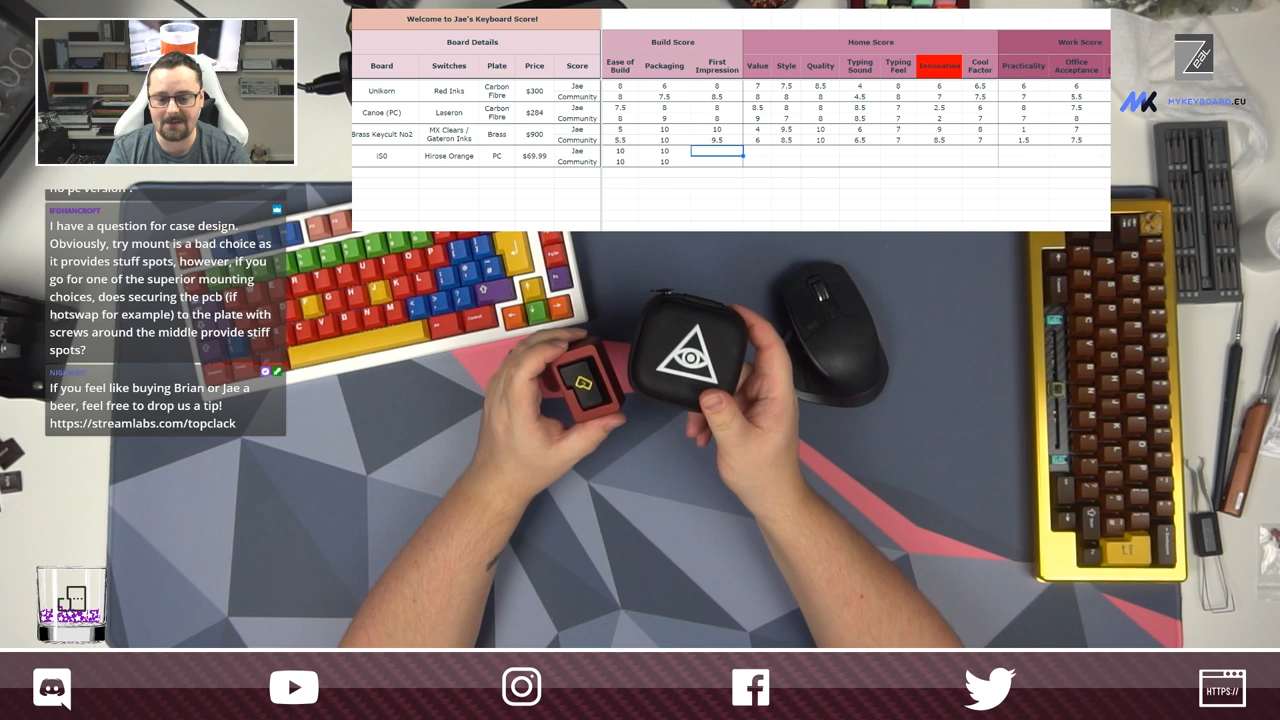 Welcome to Jae's Keyboard Score!
Board Details
Build Score
Home Score
Work Score
Board
Switches
Plate
Price
Score
Ease of Build
Packaging
First Impression
Value
Style
Quality
Typing Sound
Typing Feel
Innovation
Cool Factor
Practicality
Office Acceptance
Unikorn Red Inks Carbon Fibre $300 Jae 8 6 8 7 7.5 8.5 4 8 6 6.5 6 6
Community 8 7.5 8.5 8 8 8 4.5 8 7 7.5 7 5.5
Canoe (PC) Laseron Carbon Fibre $284 Jae 7.5 8 8 8.5 8 8 8.5 7 2.5 6 8 7.5
Community 8 9 8 9 7 8 8.5 7 2 7 7 8
Brass Keycult No2 MX Clears / Gateron Inks Brass $900 Jae 5 10 10 4 9.5 10 6 7 9 8 1 7
Community 5.5 10 9.5 6 8.5 10 6.5 7 8.5 8 1.5 7.5
iS0 Hirose Orange PC $69.99 Jae 10 10
Community 10 10
MYKEYBOARD.EU
no pc version .
IFOMANCROFT
I have a question for case design.
Obviously, try mount is a bad choice as
it provides stuff spots, however, if you
go for one of the superior mounting
choices, does securing the pcb (if
hotswap for example) to the plate with
screws around the middle provide stiff
spots?
If you feel like buying Brian or Jae a
beer, feel free to drop us a tip!
https://streamlabs.com/topclack
HTTPS://